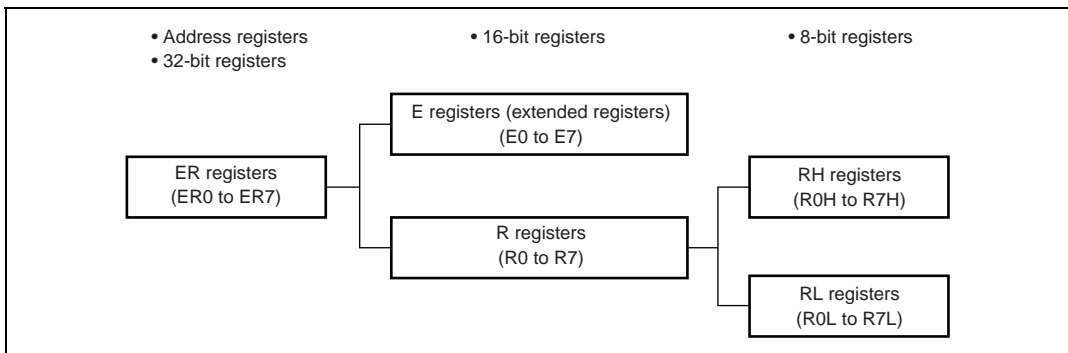 • Address registers
• 32-bit registers
• 16-bit registers
• 8-bit registers
E registers (extended registers)
(E0 to E7)
ER registers
(ER0 to ER7)
RH registers
(R0H to R7H)
R registers
(R0 to R7)
RL registers
(R0L to R7L)